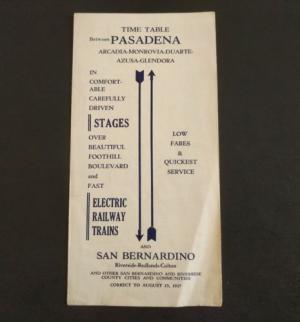 TIME TABLE
Between PASADENA
ARCADIA-MONROVIA-DUARTE-
AZUSA-GLENDORA
IN
COMFORT-
ABLE
CAREFULLY
DRIVEN
STAGES
OVER
BEAUTIFUL
FOOTHILL
BOULEVARD
and
FAST
ELECTRIC
RAILWAY
TRAINS
LOW
FARES
&
QUICKEST
SERVICE
AND
SAN BERNARDINO
Riverside-Redlands-Colton
AND OTHER SAN BERNARDINO AND RIVERSIDE
COUNTY CITIES AND COMMUNITIES
CORRECT TO AUGUST 15, 1927